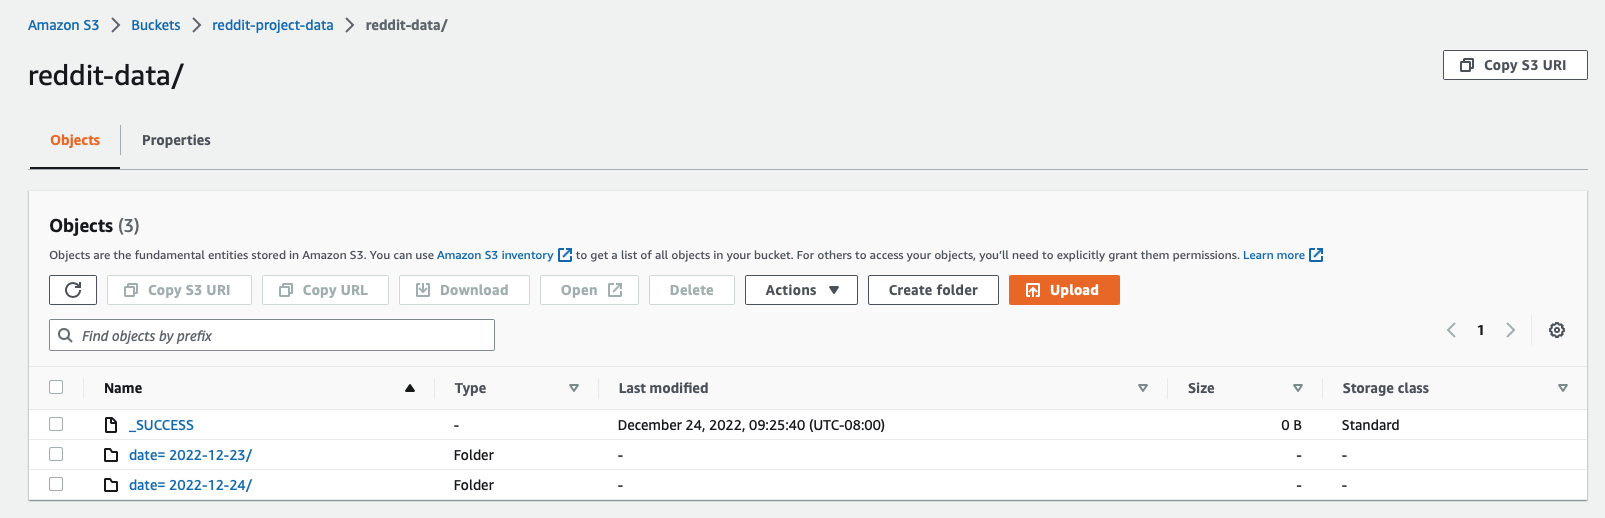 Amazon S3 > Buckets > reddit-project-data > reddit-data/
reddit-data/
Copy S3 URI
Objects Properties
Objects (3)
Objects are the fundamental entities stored in Amazon S3. You can use Amazon S3 inventory to get a list of all objects in your bucket. For others to access your objects, you'll need to explicitly grant them permissions. Learn more
Copy S3 URI Copy URL Download Open Delete Actions Create folder Upload
Find objects by prefix
1
Name Type Last modified Size Storage class
_SUCCESS - December 24, 2022, 09:25:40 (UTC-08:00) 0 B Standard
date= 2022-12-23/ Folder - - -
date= 2022-12-24/ Folder - - -